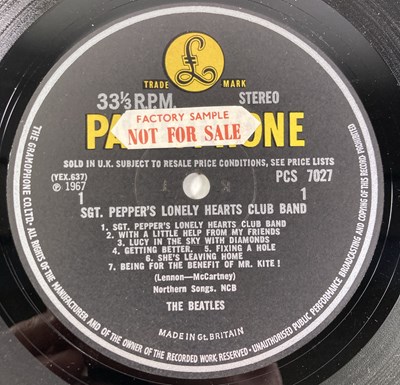 £
TRADE MARK
33⅓ R.P.M. STEREO
FACTORY SAMPLE
NOT FOR SALE
PA PHONE
SOLD IN U.K. SUBJECT TO RESALE PRICE CONDITIONS, SEE PRICE LISTS
(YEX.637) PCS 7027
℗ 1967
1 1
SGT. PEPPER'S LONELY HEARTS CLUB BAND
1. SGT. PEPPER'S LONELY HEARTS CLUB BAND
2. WITH A LITTLE HELP FROM MY FRIENDS
3. LUCY IN THE SKY WITH DIAMONDS
4. GETTING BETTER. 5. FIXING A HOLE
6. SHE'S LEAVING HOME
7. BEING FOR THE BENEFIT OF MR. KITE !
(Lennon—McCartney)
Northern Songs, NCB
THE BEATLES
MADE IN GT. BRITAIN
THE GRAMOPHONE CO. LTD. ALL RIGHTS OF THE MANUFACTURER AND OF THE OWNER OF THE RECORDED WORK RESERVED UNAUTHORISED PUBLIC PERFORMANCE BROADCASTING AND COPYING OF THIS RECORD PROHIBITED